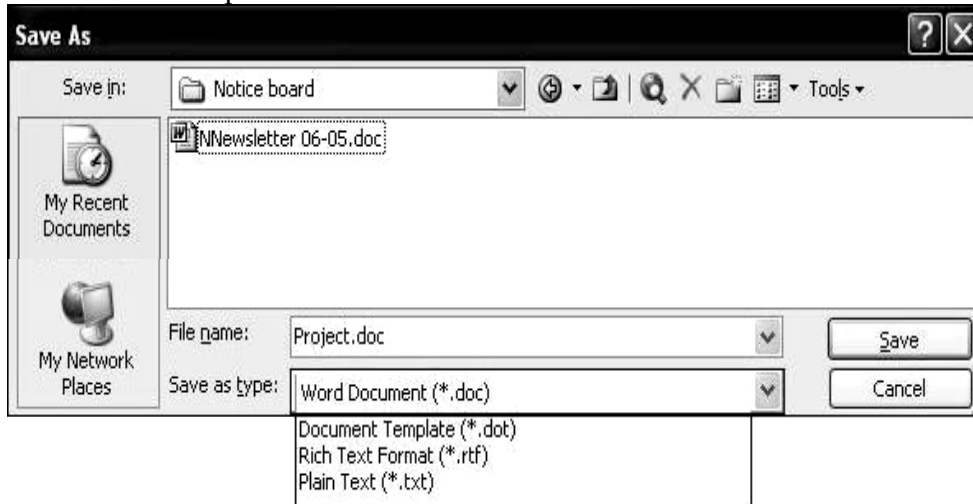 Save As
Save in: Notice board Tools
NNewsletter 06-05.doc
My Recent
Documents
My Network
Places
File name: Project.doc Save
Save as type: Word Document (*.doc) Cancel
Document Template (*.dot)
Rich Text Format (*.rtf)
Plain Text (*.txt)